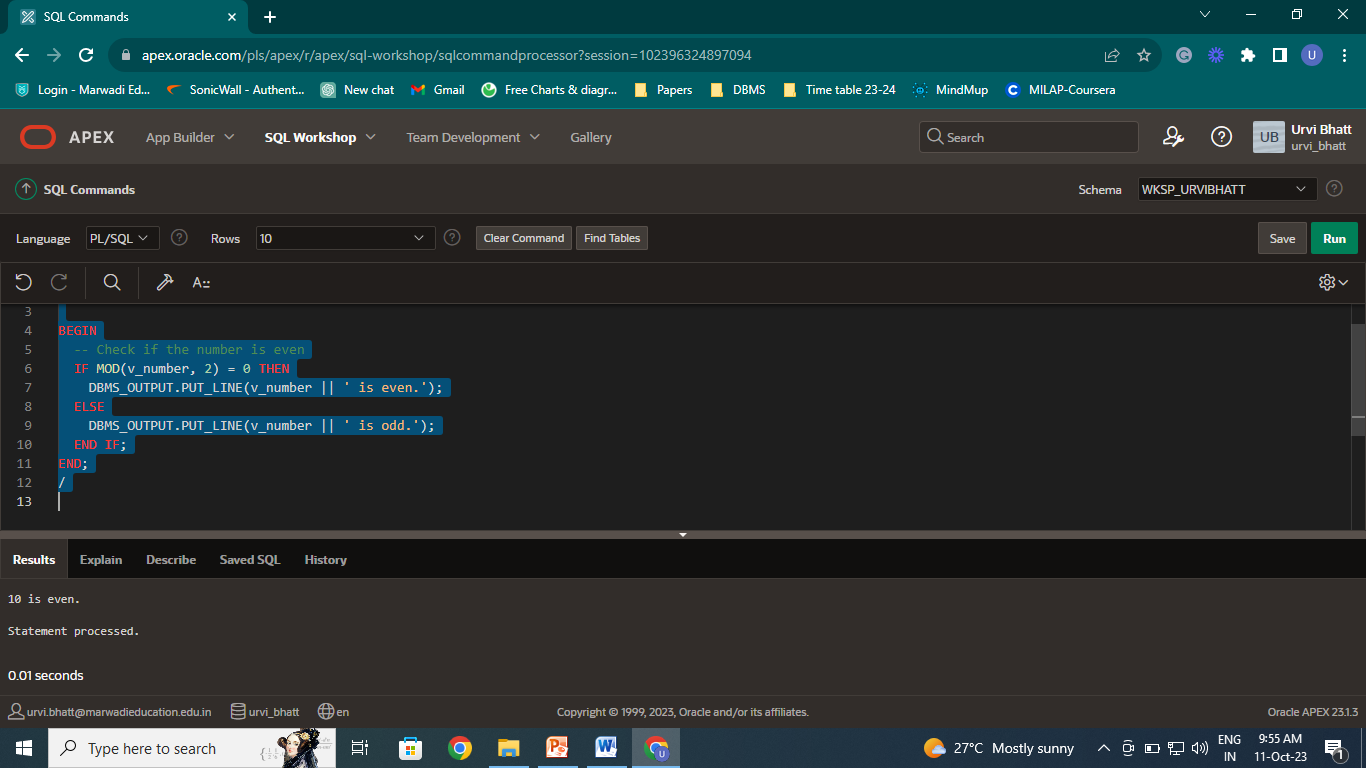 SQL Commands
apex.oracle.com/pls/apex/r/apex/sql-workshop/sqlcommandprocessor?session=102396324897094
U
Login - Marwadi Ed... SonicWall - Authent... New chat Gmail Free Charts & diagr... Papers DBMS Time table 23-24 MindMup MILAP-Coursera
APEX App Builder SQL Workshop Team Development Gallery Search UB Urvi Bhatt
urvi_bhatt
SQL Commands Schema WKSP_URVIBHATT
Language PL/SQL Rows 10 Clear Command Find Tables Save Run
3
4 BEGIN
5 -- Check if the number is even
6 IF MOD(v_number, 2) = 0 THEN
7 DBMS_OUTPUT.PUT_LINE(v_number || ' is even.');
8 ELSE
9 DBMS_OUTPUT.PUT_LINE(v_number || ' is odd.');
10 END IF;
11 END;
12 /
13
Results Explain Describe Saved SQL History
10 is even.
Statement processed.
0.01 seconds
urvi.bhatt@marwadieducation.edu.in urvi_bhatt en Copyright © 1999, 2023, Oracle and/or its affiliates. Oracle APEX 23.1.3
Type here to search 27°C Mostly sunny ENG 9:55 AM
IN 11-Oct-23 1